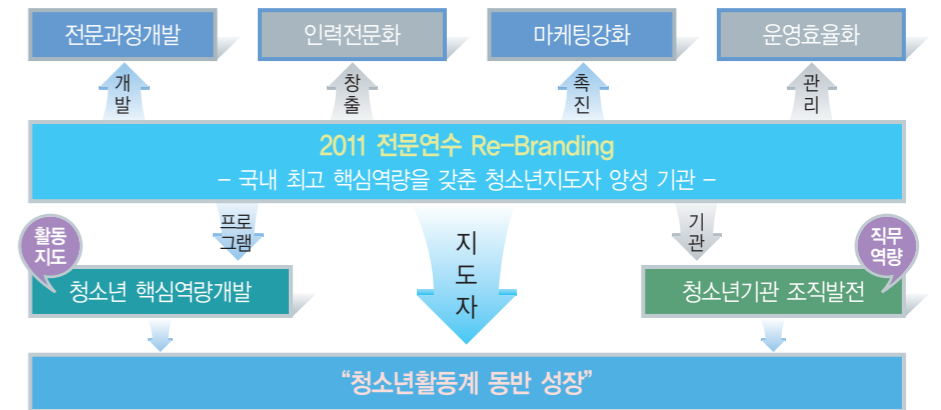 전문과정개발
인력전문화
마케팅강화
운영효율화
개
발
창
출
촉
진
관
리
2011 전문연수 Re-Branding
- 국내 최고 핵심역량을 갖춘 청소년지도자 양성 기관 -
프로
그램
지
도
자
기
관
활동
지도
직무
역량
청소년 핵심역량개발
청소년기관 조직발전
“청소년활동계 동반 성장”